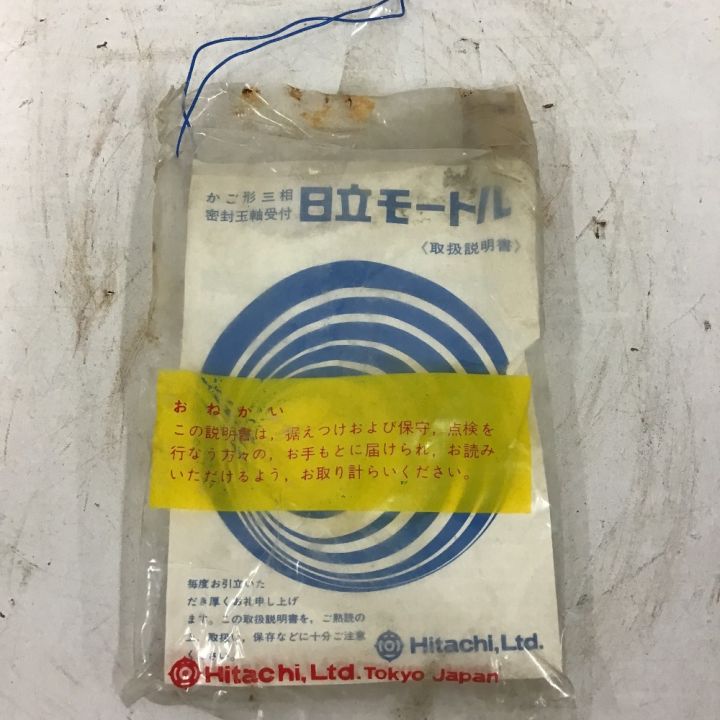 かご形三相
密封玉軸受付
日立モートル
〈取扱説明書〉
おねがい
この説明書は，据えつけおよび保守，点検を
行なう方々の，お手もとに届けられ，お読み
いただけるよう，お取り計らいください。
毎度お引立いた
だき厚くお礼申し上げ
ます。この取扱説明書を，ご熟読の
上，取扱い，保存などに十分ご注意
ください。
Hitachi, Ltd.
Hitachi, Ltd. Tokyo Japan